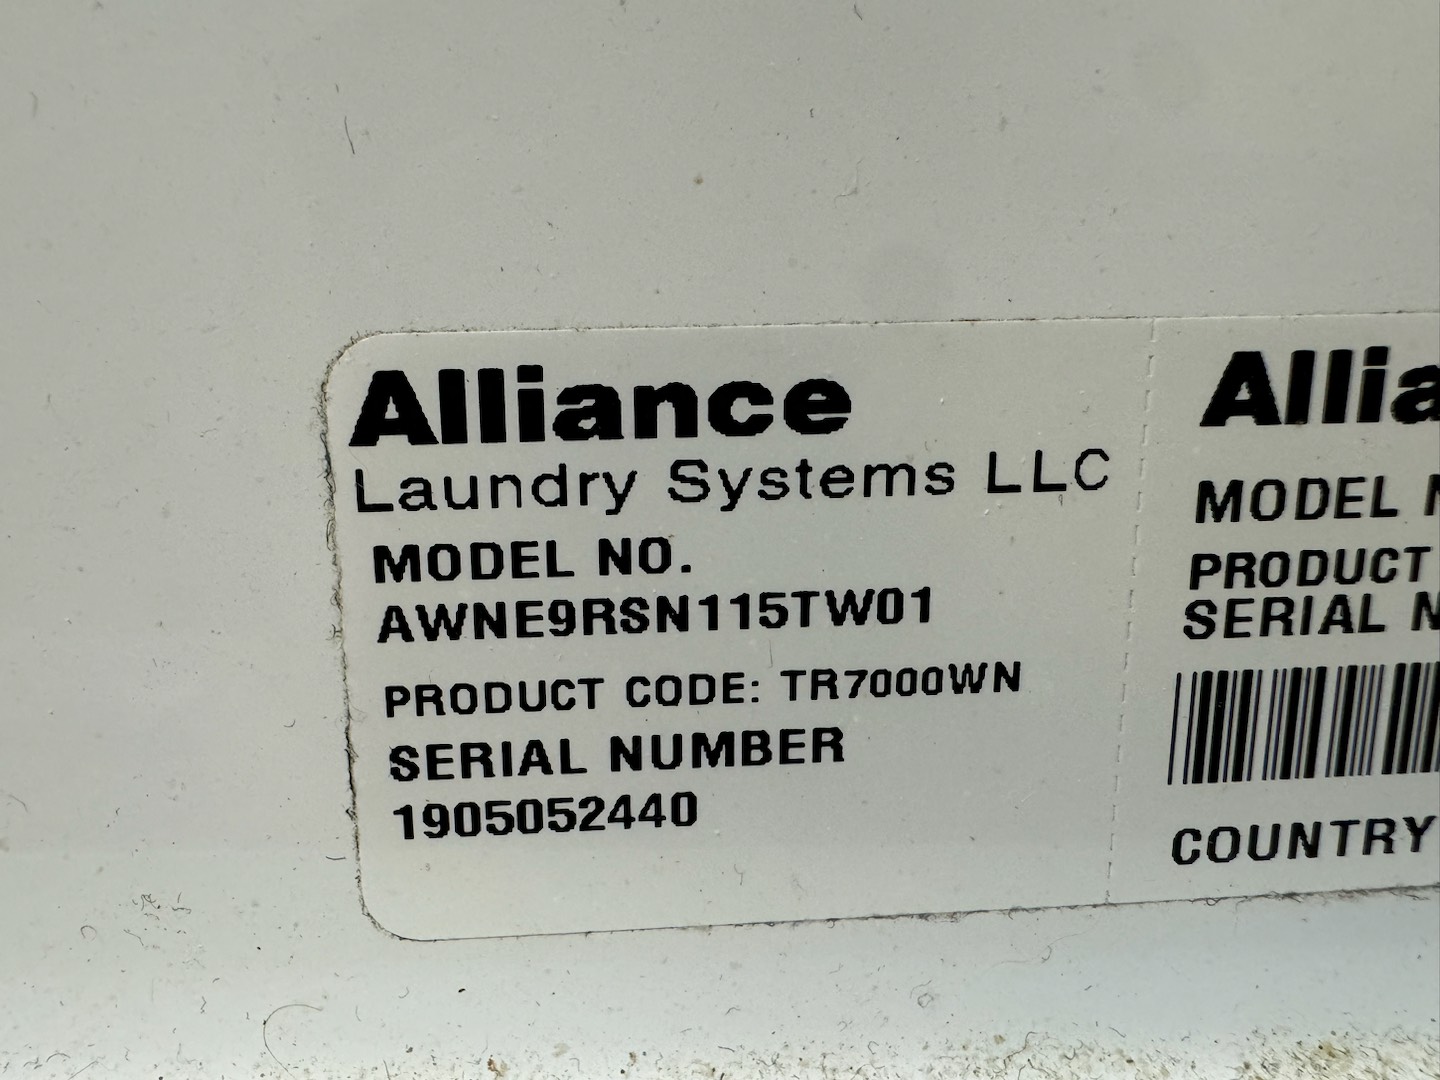 Alliance
Laundry Systems LLC
MODEL NO.
AWNE9RSN115TW01
PRODUCT CODE: TR7000WN
SERIAL NUMBER
1905052440
Allia
MODEL N
PRODUCT
SERIAL N
COUNTRY